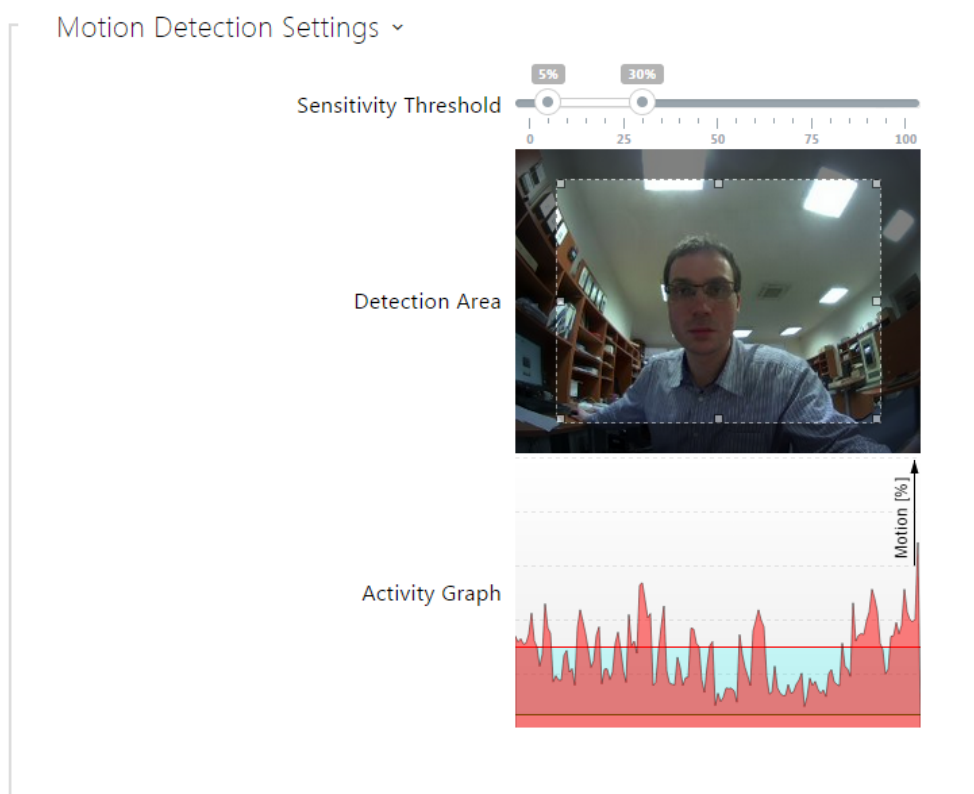 Motion Detection Settings
5% 30%
Sensitivity Threshold
0 25 50 75 100
Detection Area
Motion [%]
Activity Graph